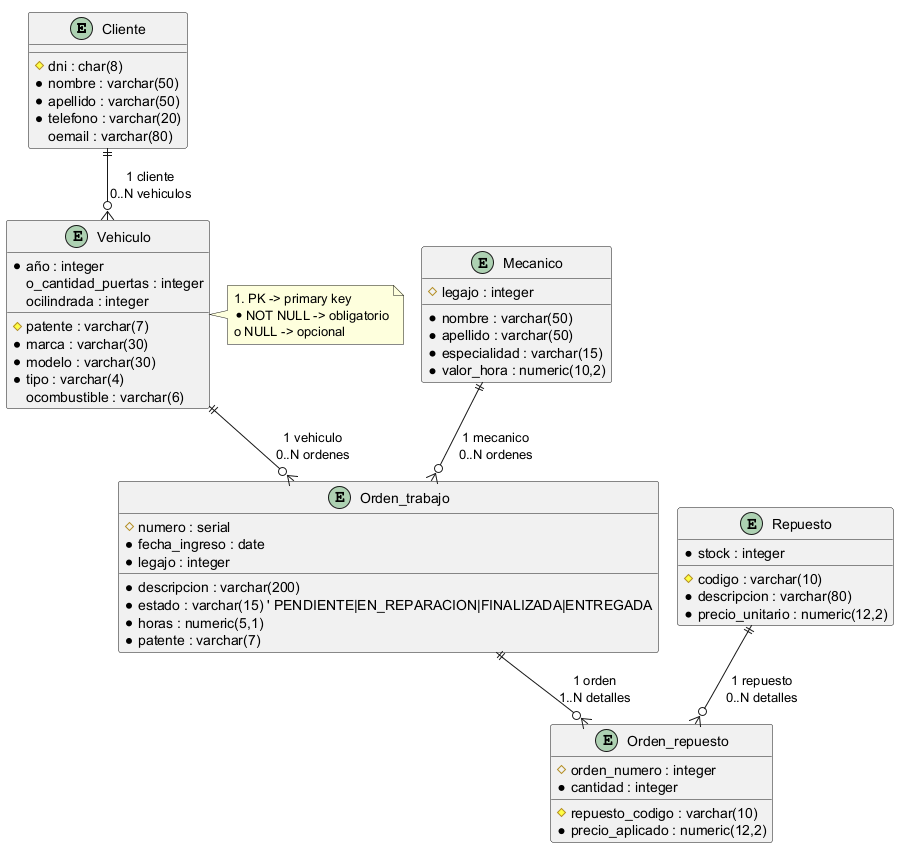 E Cliente
dni : char(8)
nombre : varchar(50)
apellido : varchar(50)
telefono : varchar(20)
oemail : varchar(80)
1 cliente
0..N vehiculos
E Vehiculo
año : integer
o_cantidad_puertas : integer
ocilindrada : integer
patente : varchar(7)
marca : varchar(30)
modelo : varchar(30)
tipo : varchar(4)
ocombustible : varchar(6)
1. PK -> primary key
• NOT NULL -> obligatorio
o NULL -> opcional
E Mecanico
legajo : integer
nombre : varchar(50)
apellido : varchar(50)
especialidad : varchar(15)
valor_hora : numeric(10,2)
1 vehiculo
0..N ordenes
1 mecanico
0..N ordenes
E Orden_trabajo
numero : serial
fecha_ingreso : date
legajo : integer
descripcion : varchar(200)
estado : varchar(15) ' PENDIENTE|EN_REPARACION|FINALIZADA|ENTREGADA
horas : numeric(5,1)
patente : varchar(7)
E Repuesto
stock : integer
codigo : varchar(10)
descripcion : varchar(80)
precio_unitario : numeric(12,2)
1 orden
1..N detalles
1 repuesto
0..N detalles
E Orden_repuesto
orden_numero : integer
cantidad : integer
repuesto_codigo : varchar(10)
precio_aplicado : numeric(12,2)